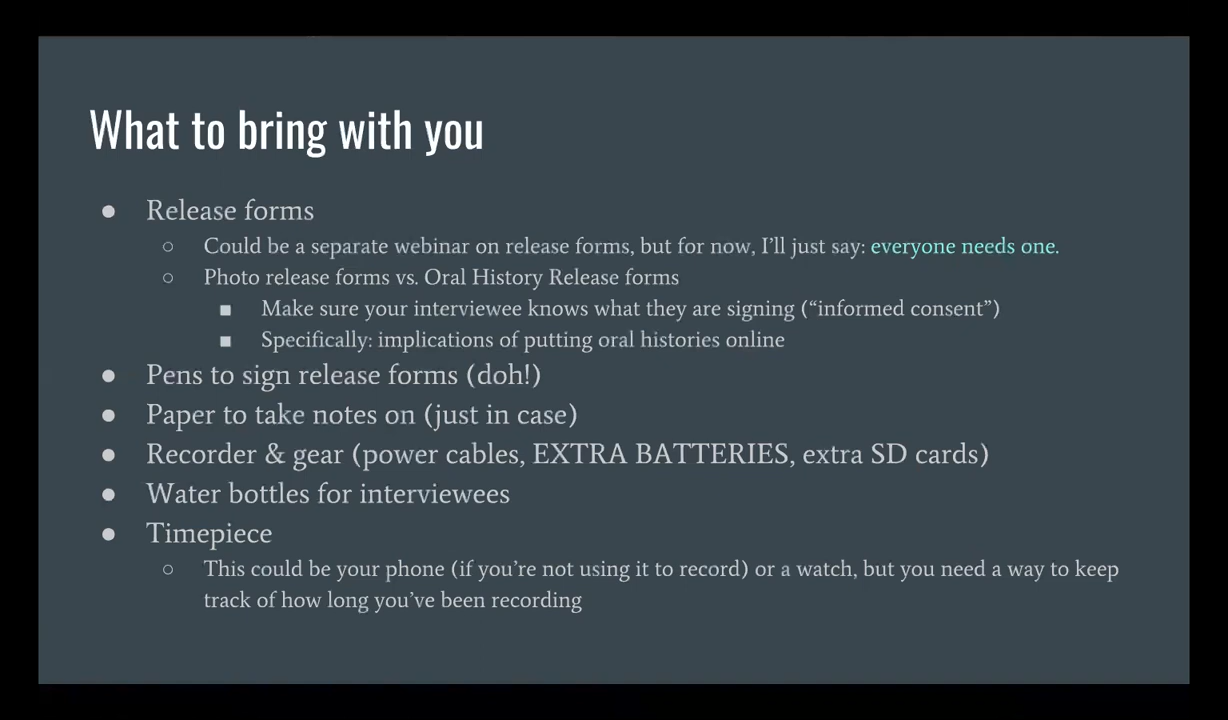 What to bring with you
● Release forms
○ Could be a separate webinar on release forms, but for now, I’ll just say: everyone needs one.
○ Photo release forms vs. Oral History Release forms
■ Make sure your interviewee knows what they are signing (“informed consent”)
■ Specifically: implications of putting oral histories online
● Pens to sign release forms (doh!)
● Paper to take notes on (just in case)
● Recorder & gear (power cables, EXTRA BATTERIES, extra SD cards)
● Water bottles for interviewees
● Timepiece
○ This could be your phone (if you’re not using it to record) or a watch, but you need a way to keep
track of how long you’ve been recording